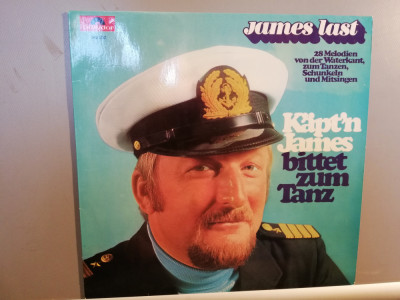 james last
28 Melodien
von der Waterkant,
zum Tanzen,
Schunkeln
und Mitsingen
Käpt'n
James
bittet
zum
Tanz